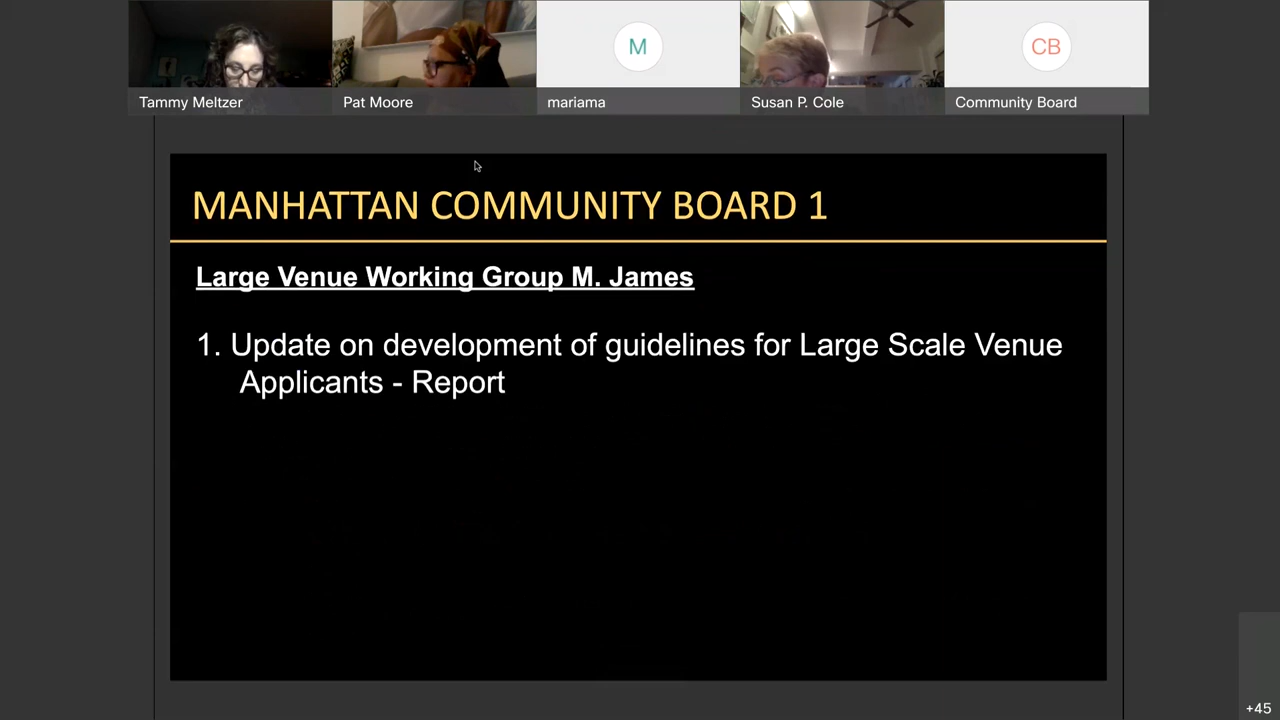 Tammy Meltzer
Pat Moore
M
mariama
Susan P. Cole
CB
Community Board
MANHATTAN COMMUNITY BOARD 1
Large Venue Working Group M. James
1. Update on development of guidelines for Large Scale Venue
Applicants - Report
+45